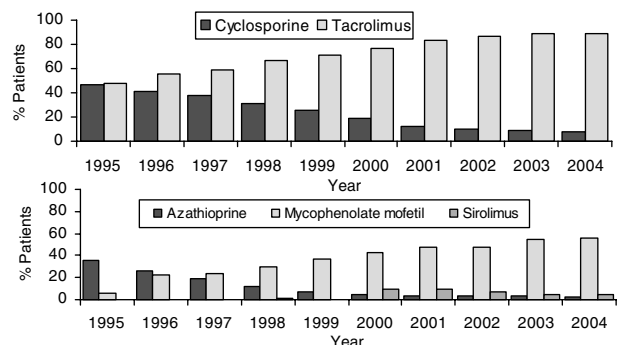 100
Cyclosporine Tacrolimus
80
60
40
20
0
% Patients
1995 1996 1997 1998 1999 2000 2001 2002 2003 2004
Year
100
Azathioprine Mycophenolate mofetil Sirolimus
80
60
40
20
0
% Patients
1995 1996 1997 1998 1999 2000 2001 2002 2003 2004
Year